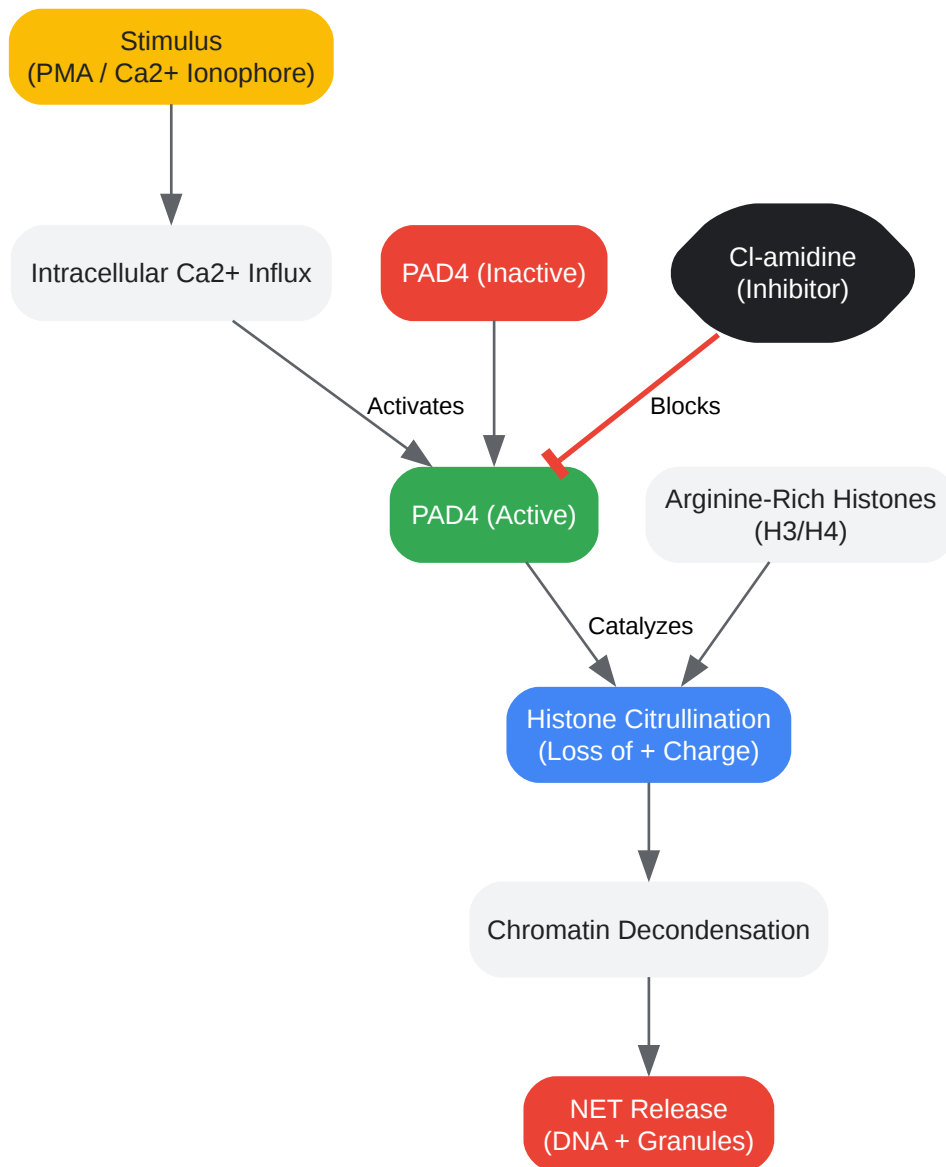 Stimulus
(PMA / Ca2+ Ionophore)
Intracellular Ca2+ Influx
PAD4 (Inactive)
Cl-amidine
(Inhibitor)
Activates
Blocks
PAD4 (Active)
Arginine-Rich Histones
(H3/H4)
Catalyzes
Histone Citrullination
(Loss of + Charge)
Chromatin Decondensation
NET Release
(DNA + Granules)